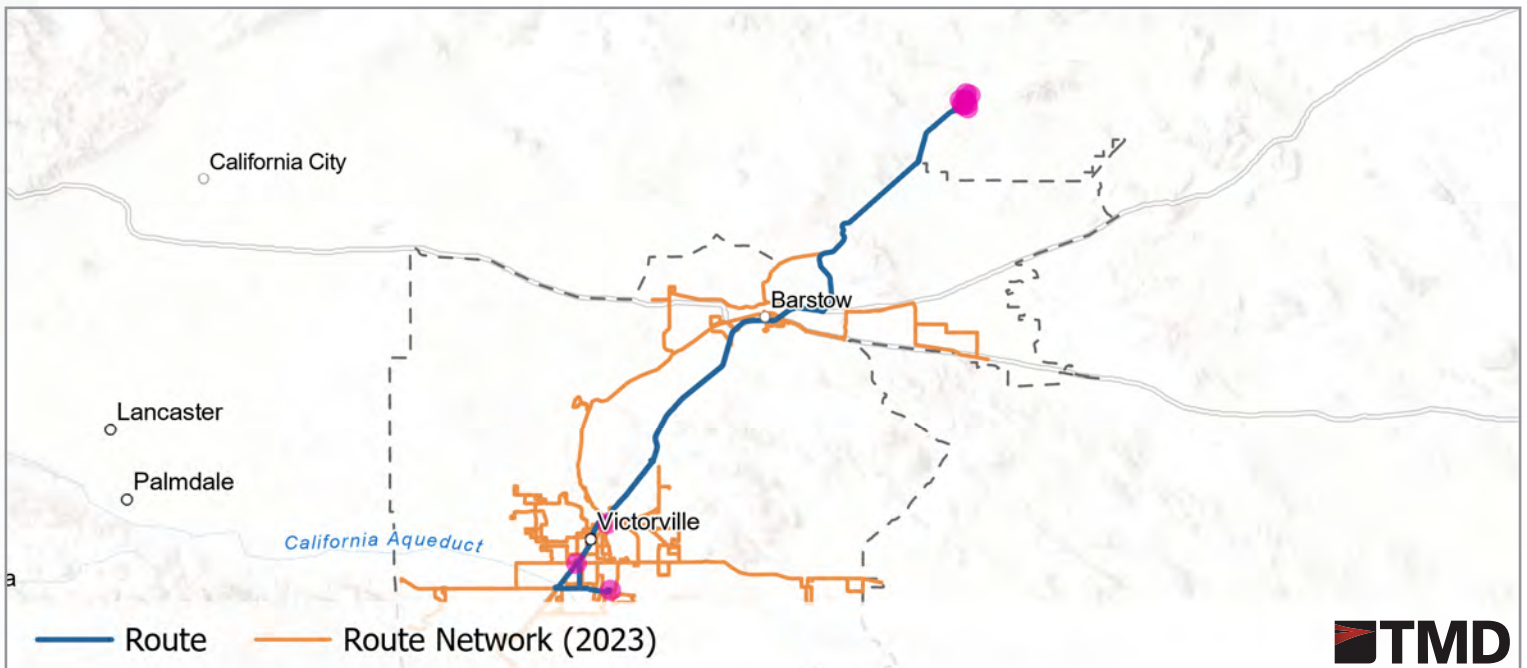 California City
Barstow
Lancaster
Palmdale
Victorville
California Aqueduct
a
Route
Route Network (2023)
TMD